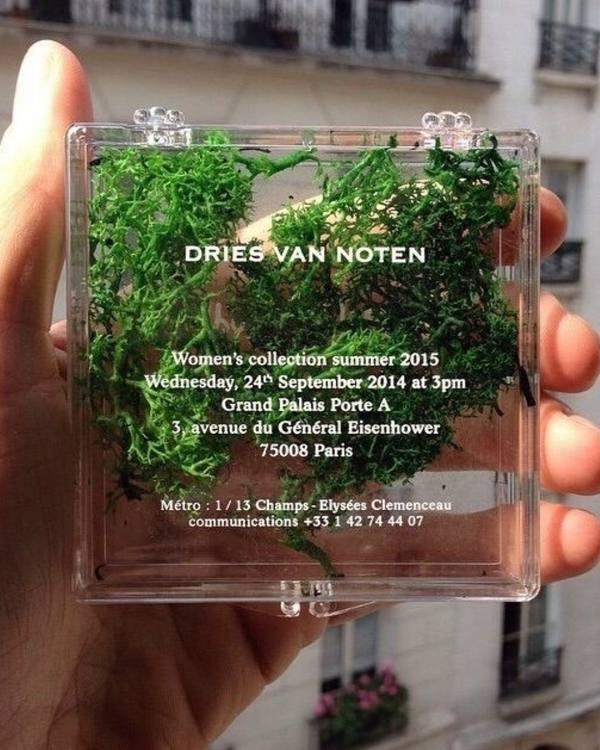 DRIES VAN NOTEN
Women's collection summer 2015
Wednesday, 24th September 2014 at 3pm
Grand Palais Porte A
3, avenue du Général Eisenhower
75008 Paris
Métro : 1 / 13 Champs - Elysées Clemenceau
communications +33 1 42 74 44 07